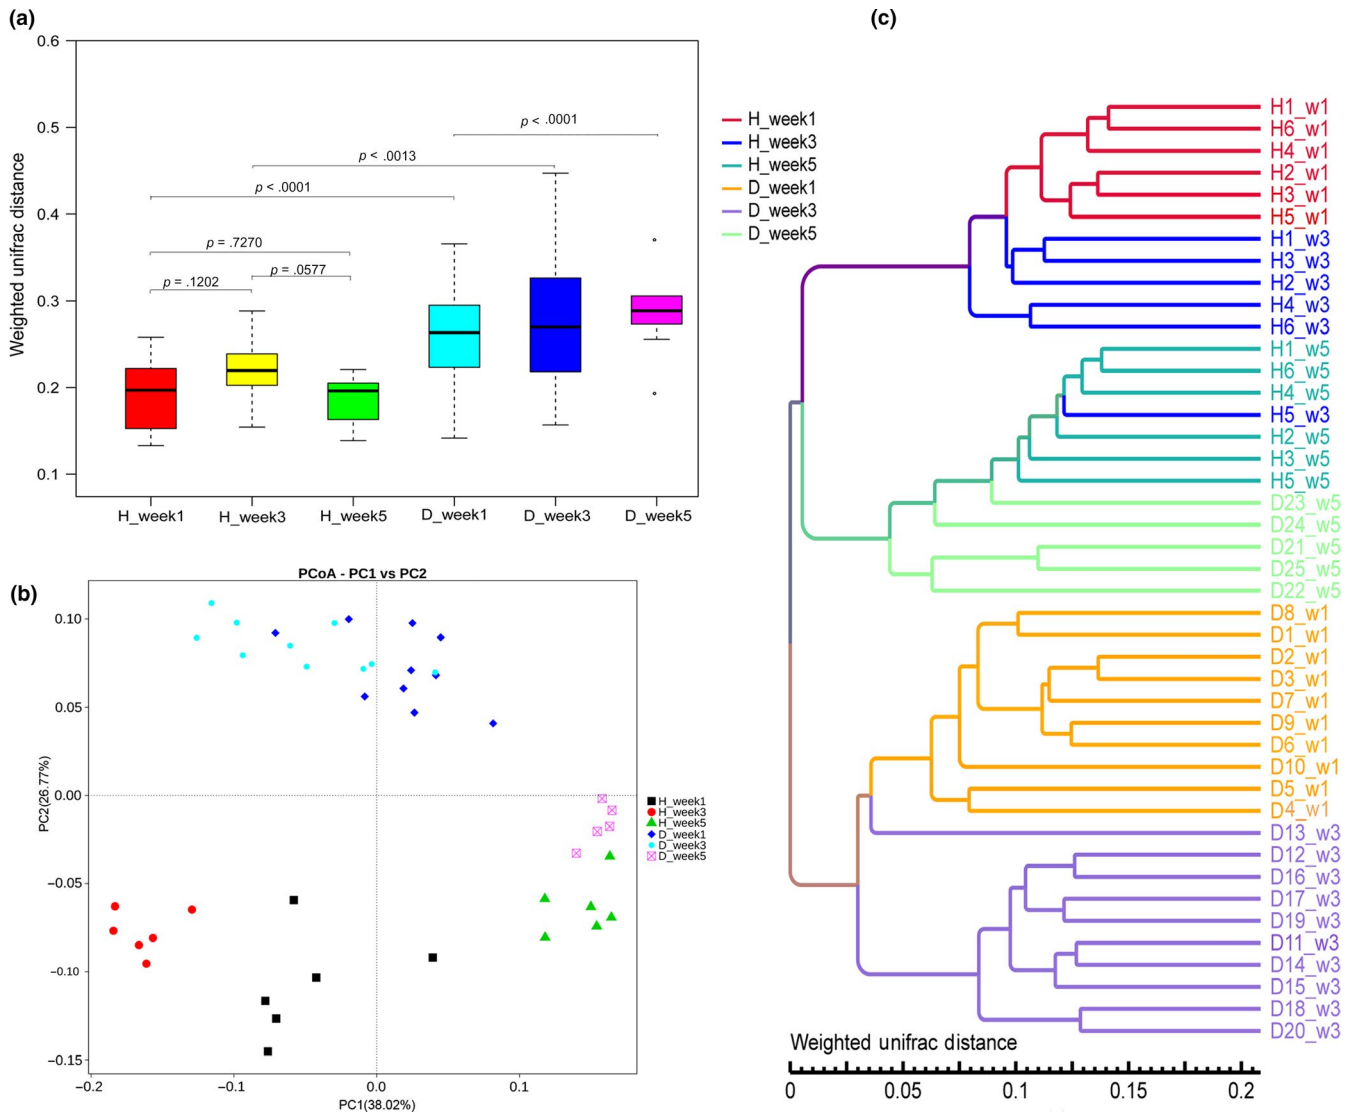 (a)
0.6
0.5
0.4
0.3
0.2
0.1
Weighted unifrac distance
p < .0001
p < .0013
p < .0001
p = .7270
p = .0577
p = .1202
H_week1 H_week3 H_week5 D_week1 D_week3 D_week5
(b)
PCoA - PC1 vs PC2
0.10
0.05
0.00
−0.05
−0.10
−0.15
PC2(26.77%)
−0.2 −0.1 0.0 0.1
PC1(38.02%)
H_week1
H_week3
H_week5
D_week1
D_week3
D_week5
(c)
H_week1
H_week3
H_week5
D_week1
D_week3
D_week5
H1_w1
H6_w1
H4_w1
H2_w1
H3_w1
H5_w1
H1_w3
H3_w3
H2_w3
H4_w3
H6_w3
H1_w5
H6_w5
H4_w5
H5_w3
H2_w5
H3_w5
H5_w5
D23_w5
D24_w5
D21_w5
D25_w5
D22_w5
D8_w1
D1_w1
D2_w1
D3_w1
D7_w1
D9_w1
D6_w1
D10_w1
D5_w1
D4_w1
D13_w3
D12_w3
D16_w3
D17_w3
D19_w3
D11_w3
D14_w3
D15_w3
D18_w3
D20_w3
Weighted unifrac distance
0 0.05 0.1 0.15 0.2